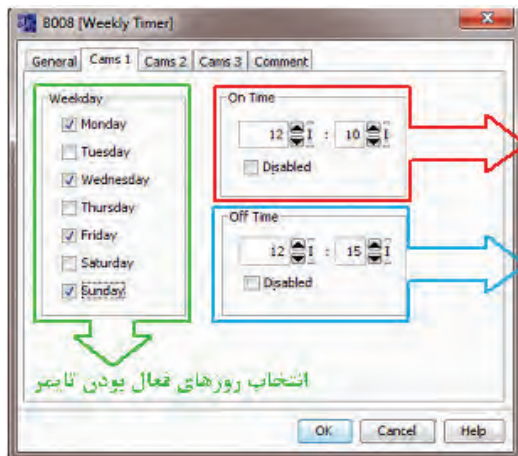 B008 [Weekly Timer]
General Cams 1 Cams 2 Cams 3 Comment
Weekday
Monday
Tuesday
Wednesday
Thursday
Friday
Saturday
Sunday
On Time
12 : 10
Disabled
Off Time
12 : 15
Disabled
انتخاب روزهای فعال بودن تایمر
OK Cancel Help